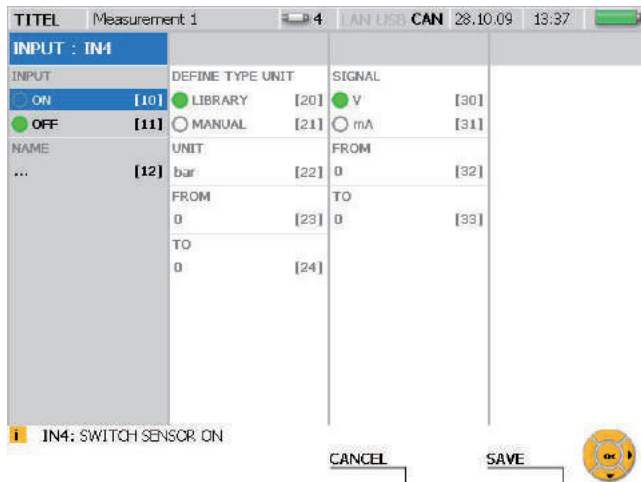 TITEL Measurement 1 4 LAN USB CAN 28.10.09 13:37
INPUT : IN4
INPUT DEFINE TYPE UNIT SIGNAL
ON [10] LIBRARY [20] V [30]
OFF [11] MANUAL [21] mA [31]
NAME UNIT FROM
... [12] bar [22] 0 [32]
FROM TO
0 [23] 0 [33]
TO
0 [24]
i IN4: SWITCH SENSOR ON
CANCEL SAVE
OK